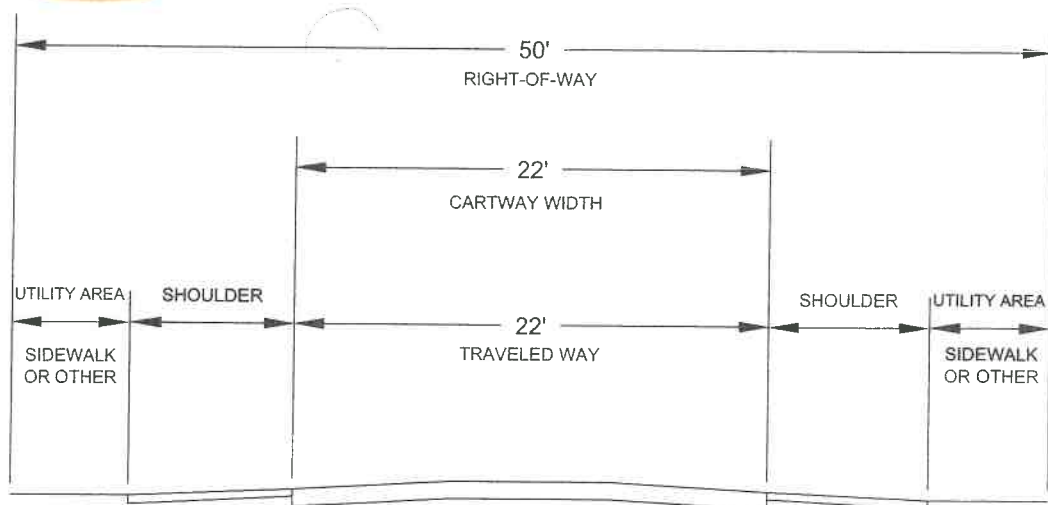 50'
RIGHT-OF-WAY
22'
CARTWAY WIDTH
UTILITY AREA
SHOULDER
SHOULDER
UTILITY AREA
22'
TRAVELED WAY
SIDEWALK
OR OTHER
SIDEWALK
OR OTHER